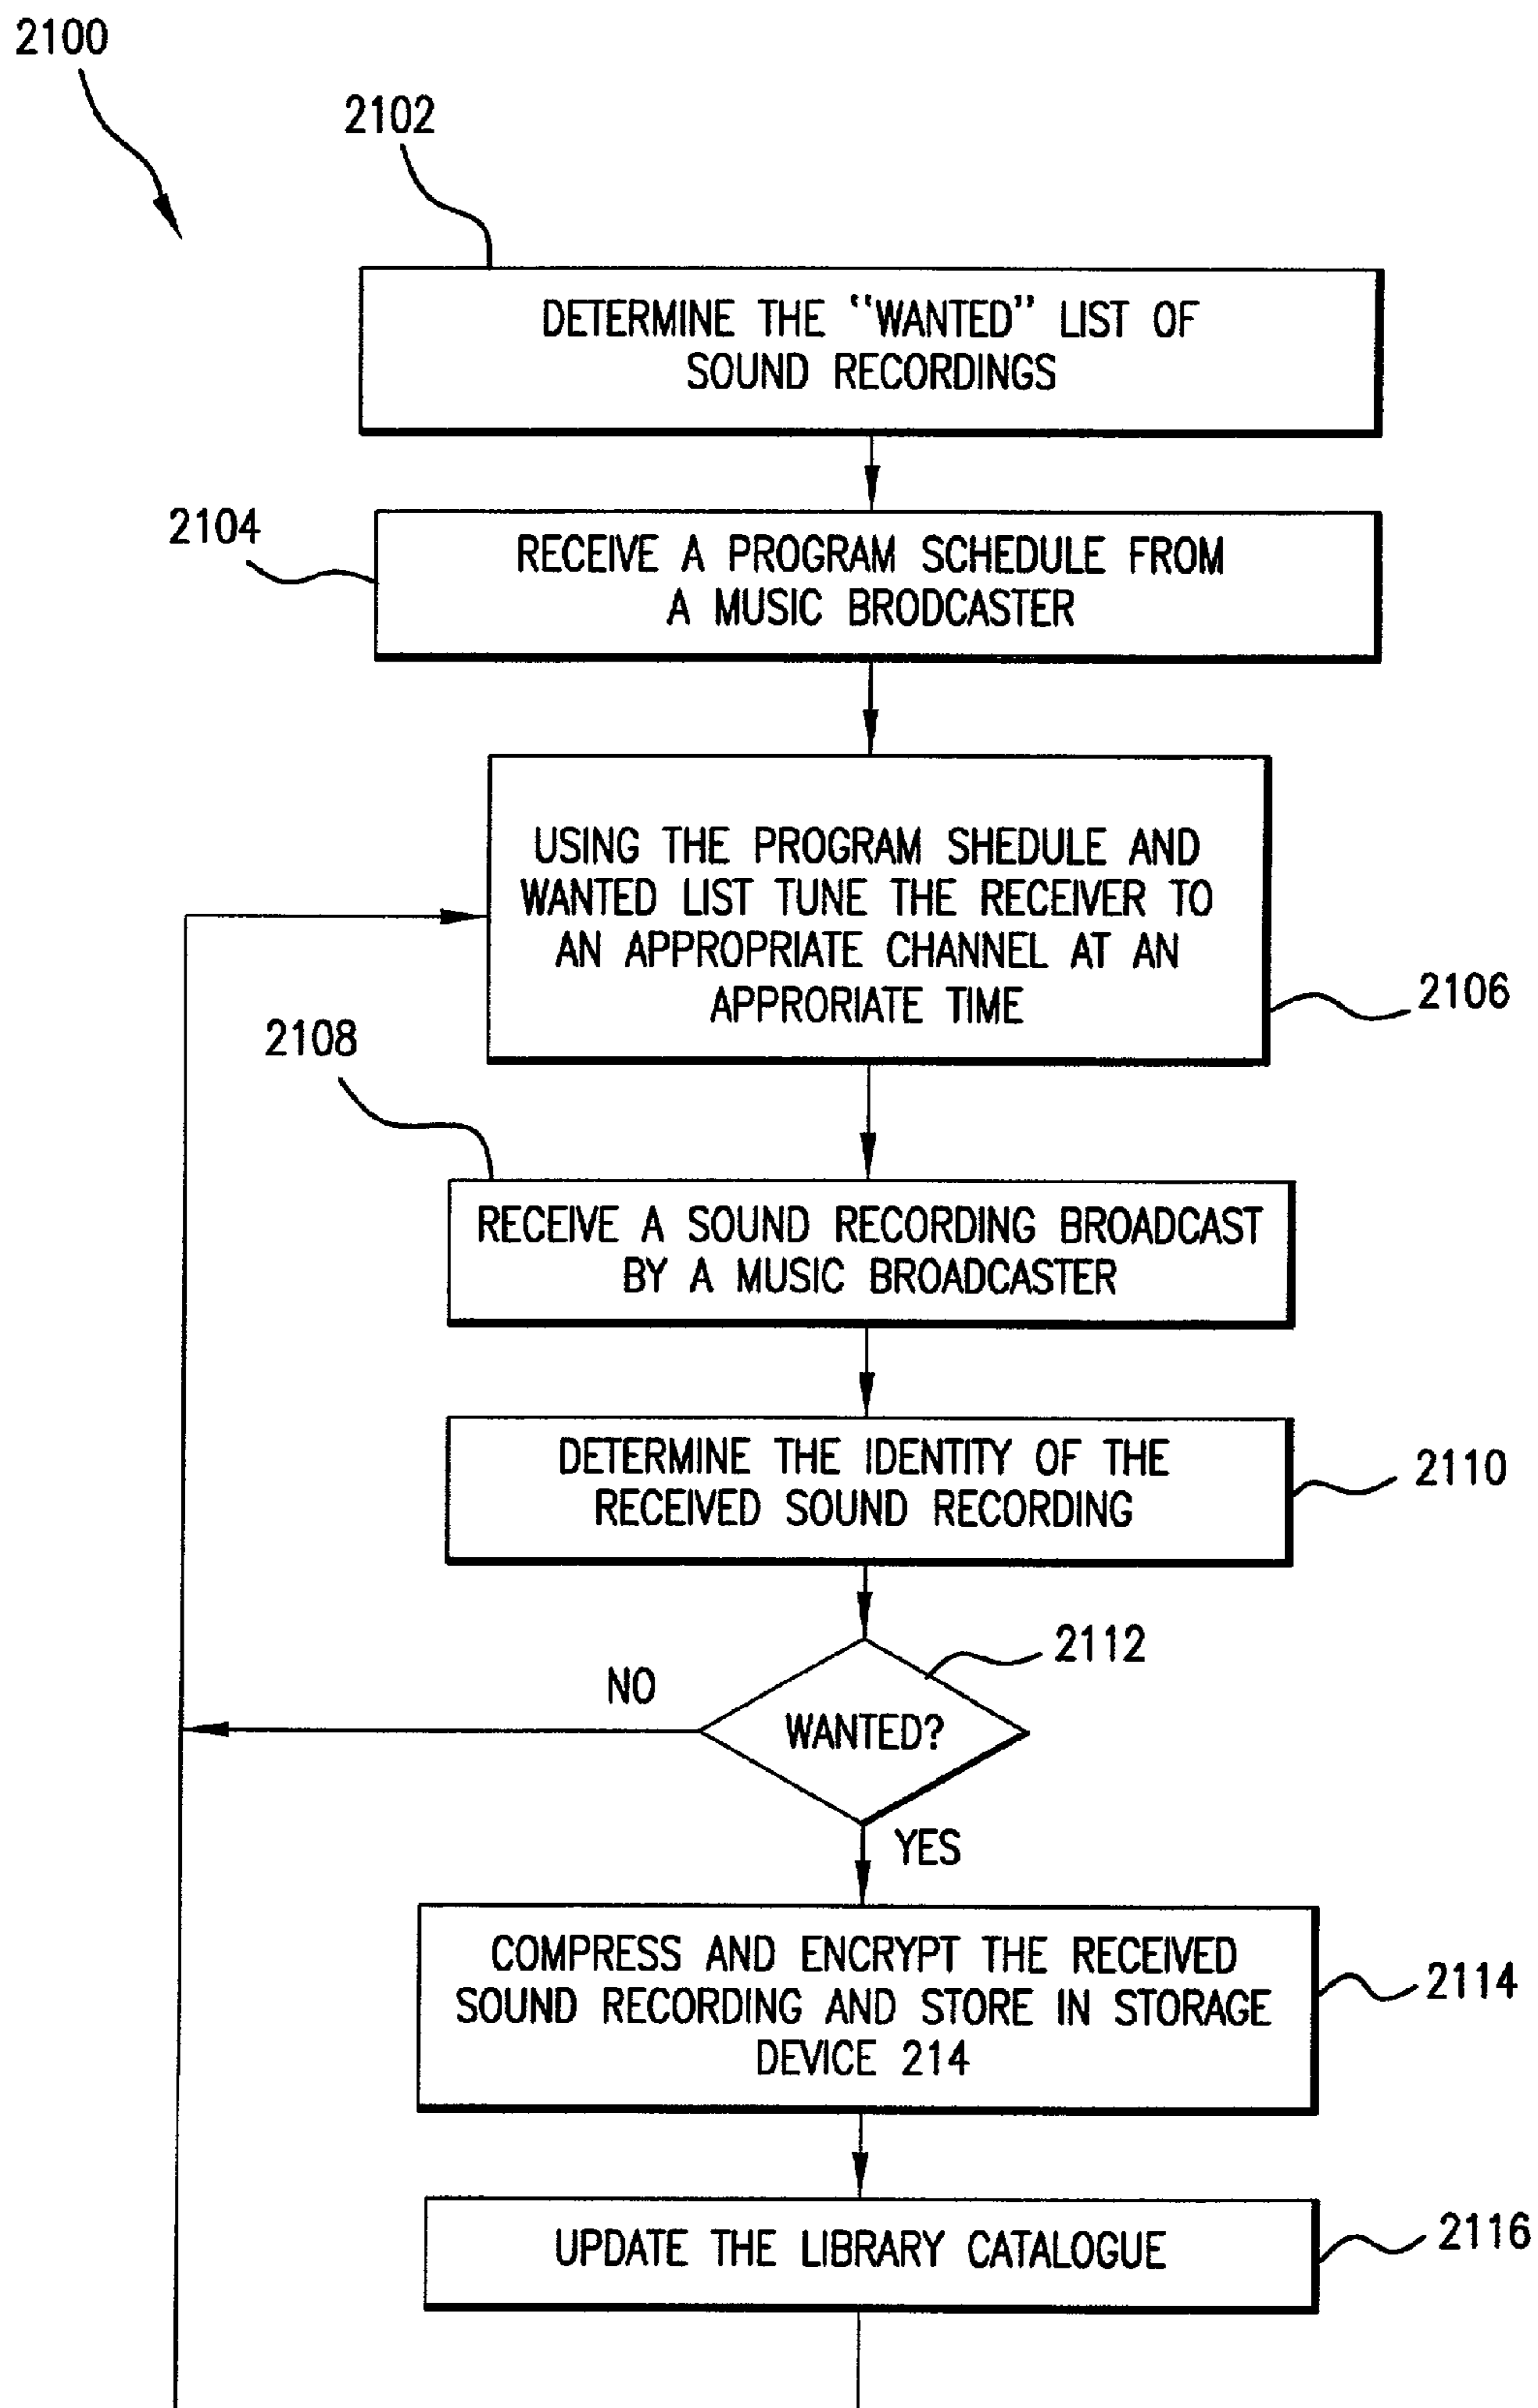 2100
2102
DETERMINE THE "WANTED" LIST OF
SOUND RECORDINGS
2104
RECEIVE A PROGRAM SCHEDULE FROM
A MUSIC BRODCASTER
USING THE PROGRAM SHEDULE AND
WANTED LIST TUNE THE RECEIVER TO
AN APPROPRIATE CHANNEL AT AN
APPRORIATE TIME
2106
2108
RECEIVE A SOUND RECORDING BROADCAST
BY A MUSIC BROADCASTER
DETERMINE THE IDENTITY OF THE
RECEIVED SOUND RECORDING
2110
2112
NO
WANTED?
YES
COMPRESS AND ENCRYPT THE RECEIVED
SOUND RECORDING AND STORE IN STORAGE
DEVICE 214
2114
UPDATE THE LIBRARY CATALOGUE
2116